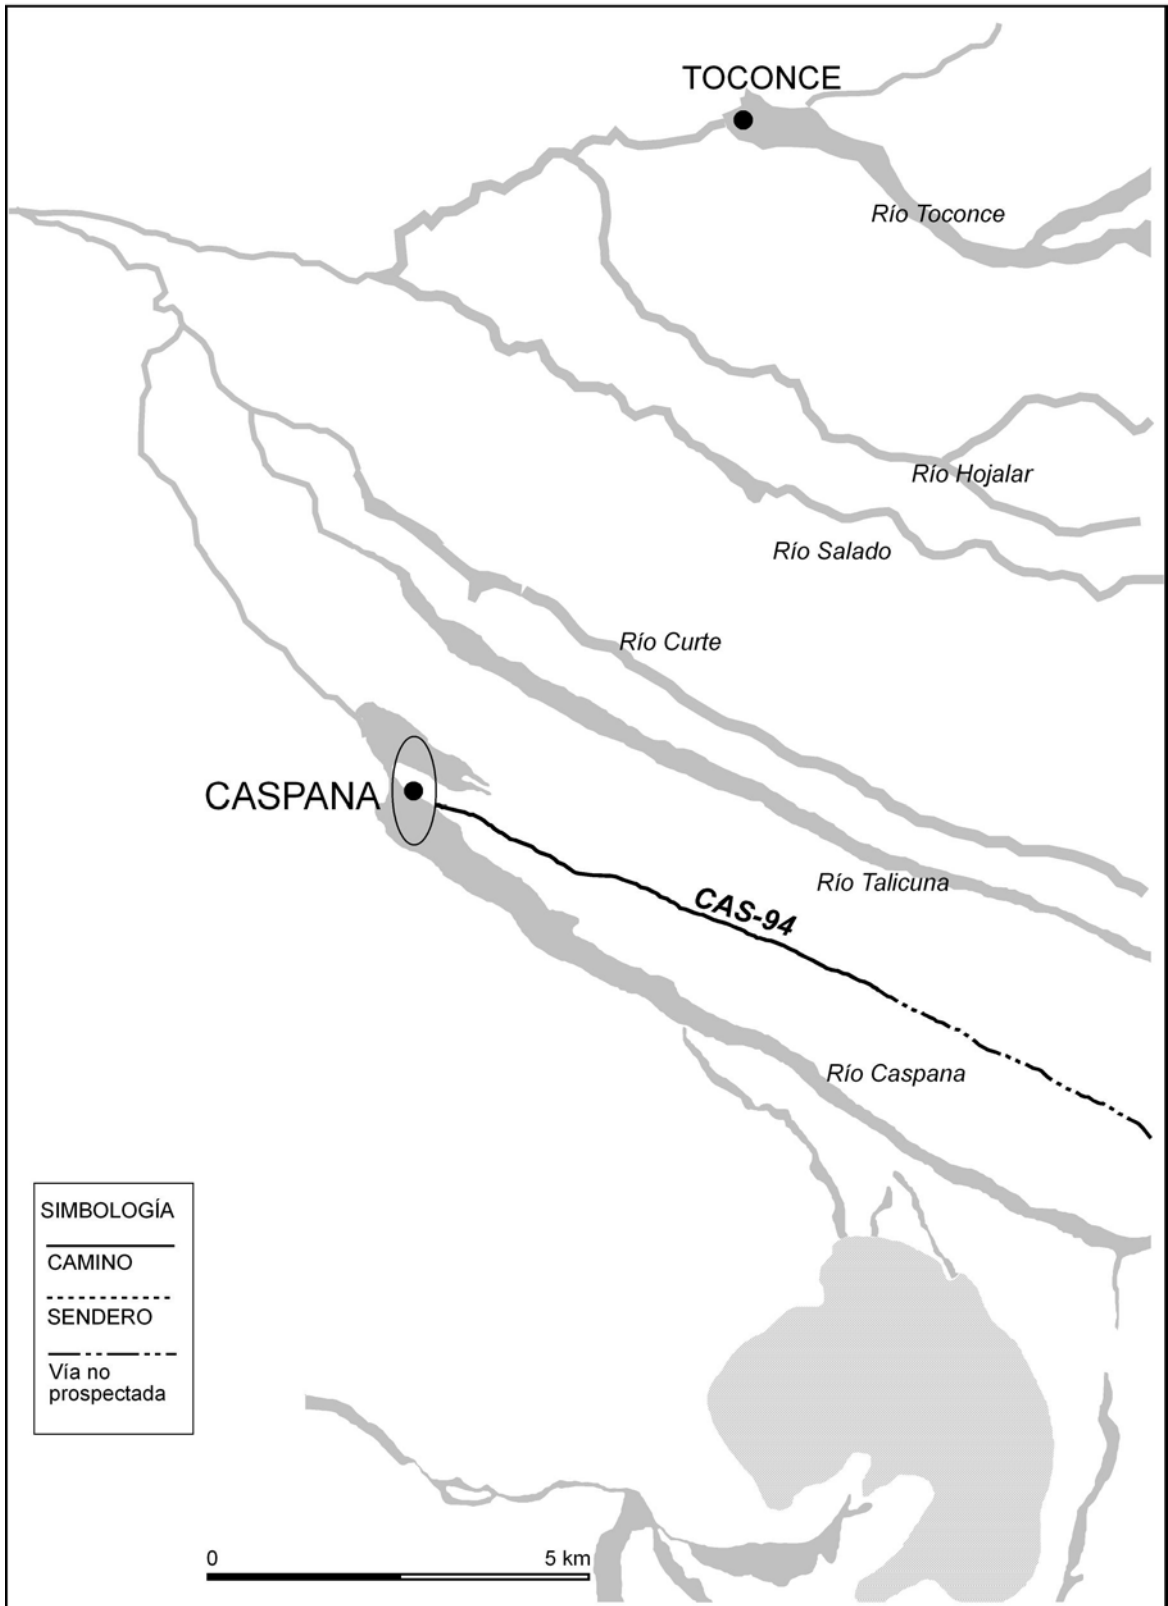 TOCONCE
Río Toconce
Río Hojalar
Río Salado
Río Curte
CASPANA
Río Talicuna
CAS-94
Río Caspana
SIMBOLOGÍA
CAMINO
SENDERO
Vía no
prospectada
0 5 km